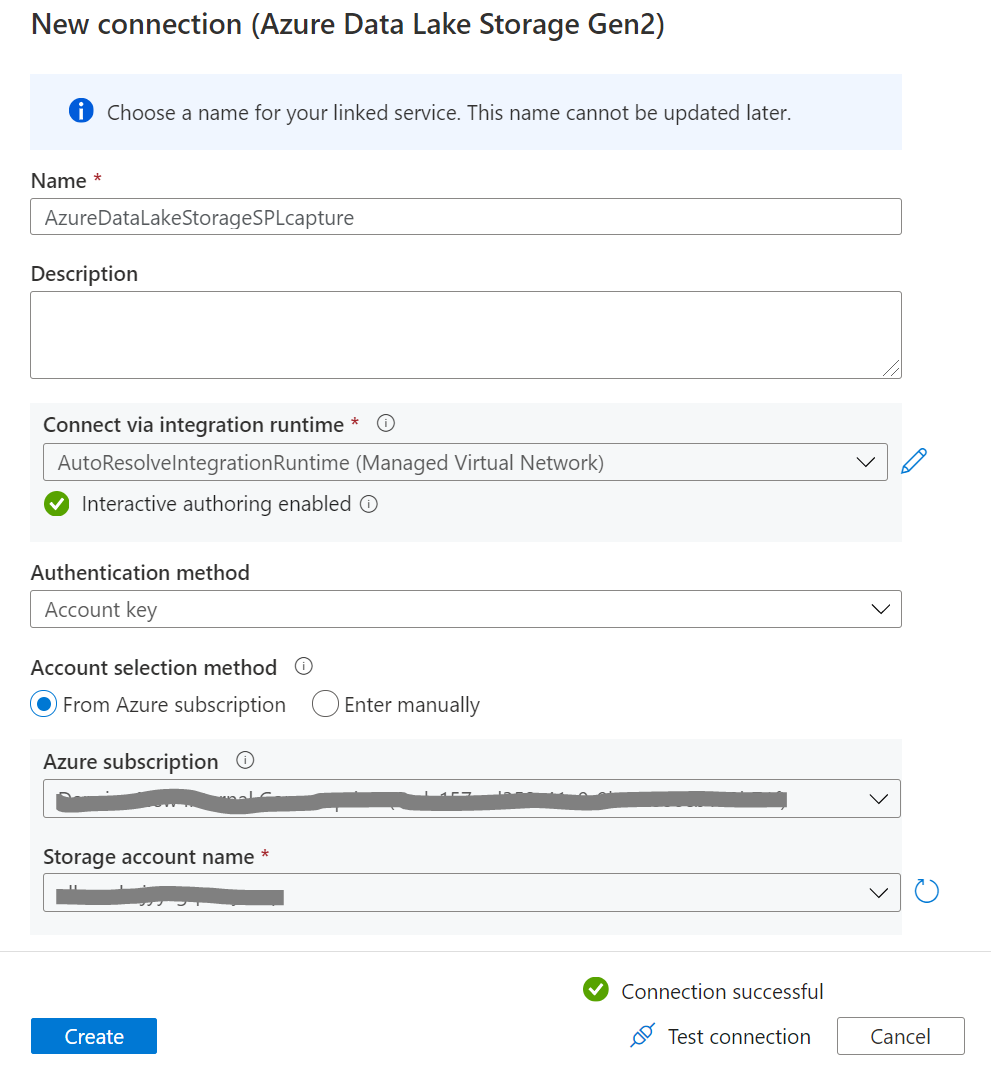 New connection (Azure Data Lake Storage Gen2)
Choose a name for your linked service. This name cannot be updated later.
Name *
AzureDataLakeStorageSPLcapture
Description
Connect via integration runtime *
AutoResolveIntegrationRuntime (Managed Virtual Network)
Interactive authoring enabled
Authentication method
Account key
Account selection method
From Azure subscription Enter manually
Azure subscription
Storage account name *
Connection successful
Create Test connection Cancel